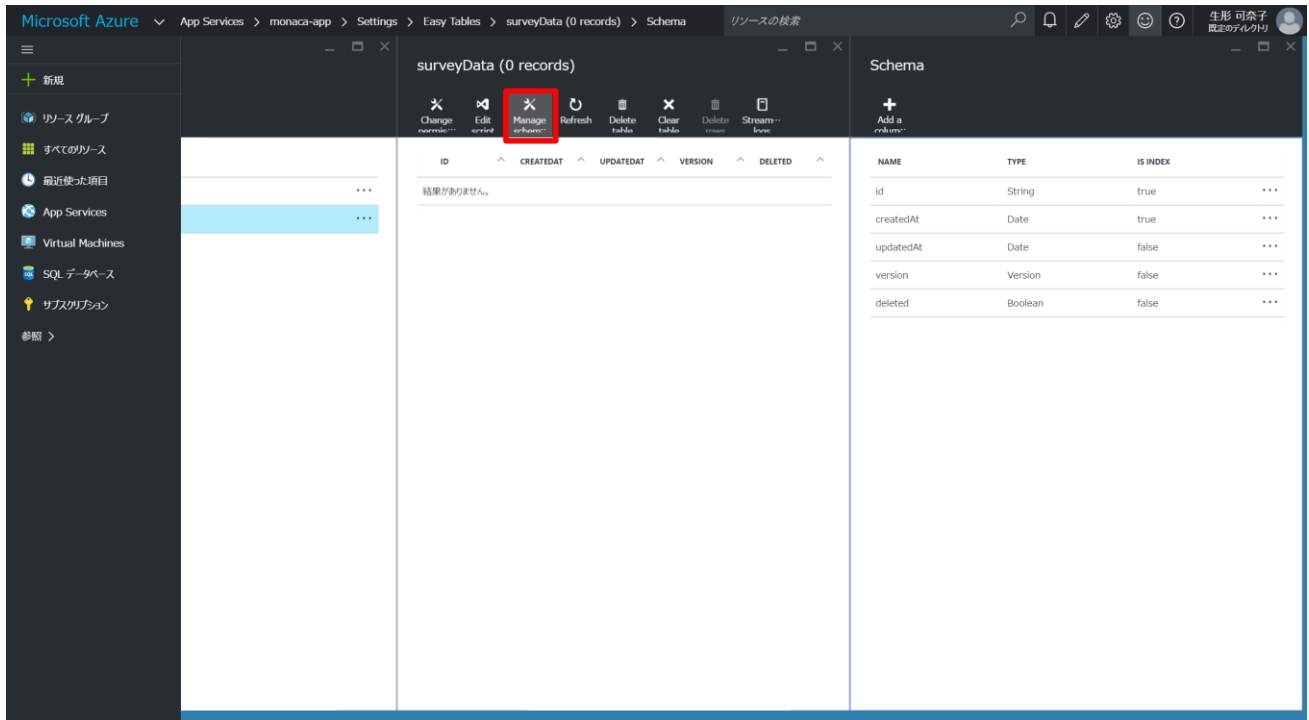 Microsoft Azure App Services > monaca-app > Settings > Easy Tables > surveyData (0 records) > Schema リソースの検索 生形 可奈子
既定のディレクトリ
新規
リソース グループ
すべてのリソース
最近使った項目
App Services
Virtual Machines
SQL データベース
サブスクリプション
参照 >
surveyData (0 records)
Change Edit Manage Refresh Delete Clear Delete Stream···
permis··· script schem··· table table rows logs
ID CREATEDAT UPDATEDAT VERSION DELETED
結果がありません。
Schema
Add a
colum···
NAME TYPE IS INDEX
id String true ...
createdAt Date true ...
updatedAt Date false ...
version Version false ...
deleted Boolean false ...